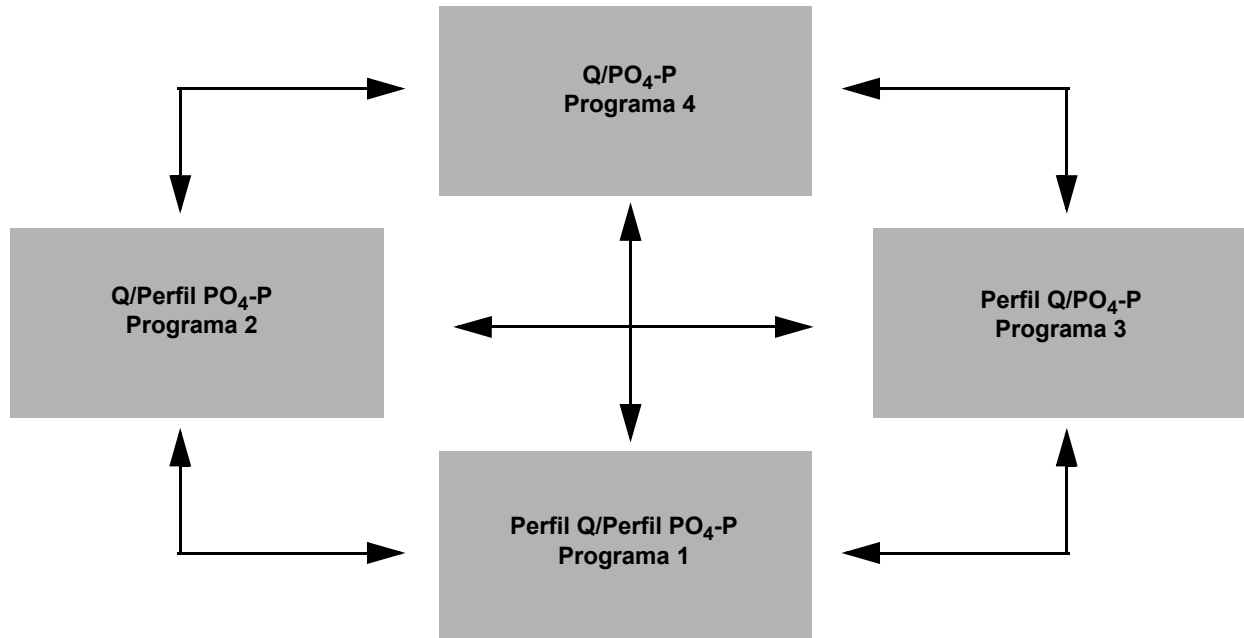 Q/PO₄-P
Programa 4
Q/Perfil PO₄-P
Programa 2
Perfil Q/PO₄-P
Programa 3
Perfil Q/Perfil PO₄-P
Programa 1